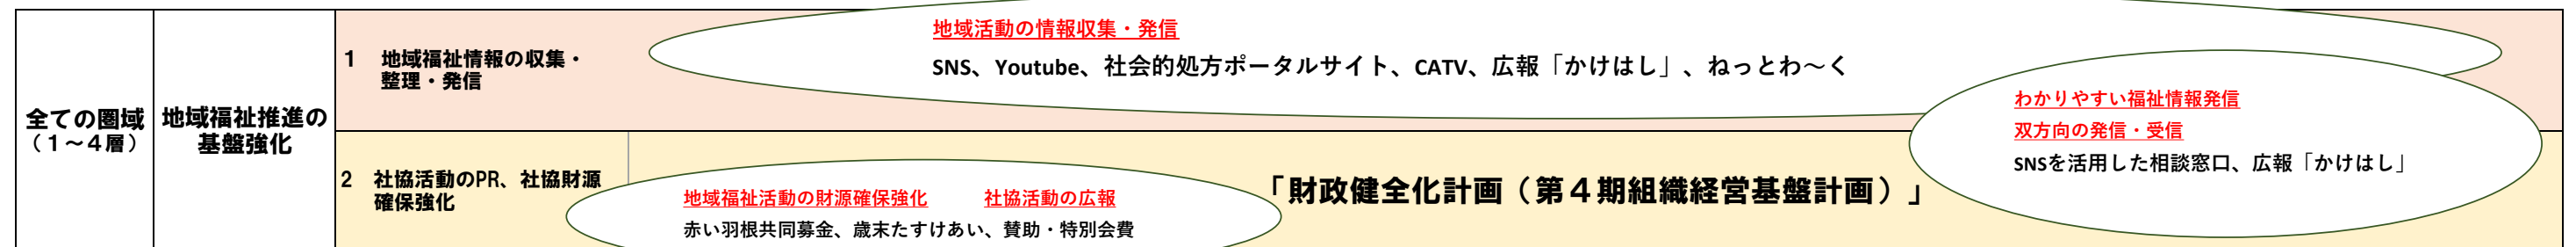 全ての圏域
（１～４層）
地域福祉推進の
基盤強化
1　地域福祉情報の収集・
整理・発信
地域活動の情報収集・発信
SNS、Youtube、社会的処方ポータルサイト、CATV、広報「かけはし」、ねっとわ～く
わかりやすい福祉情報発信
双方向の発信・受信
SNSを活用した相談窓口、広報「かけはし」
2　社協活動のPR、社協財源
確保強化
地域福祉活動の財源確保強化　社協活動の広報
赤い羽根共同募金、歳末たすけあい、賛助・特別会費
「財政健全化計画（第４期組織経営基盤計画）」